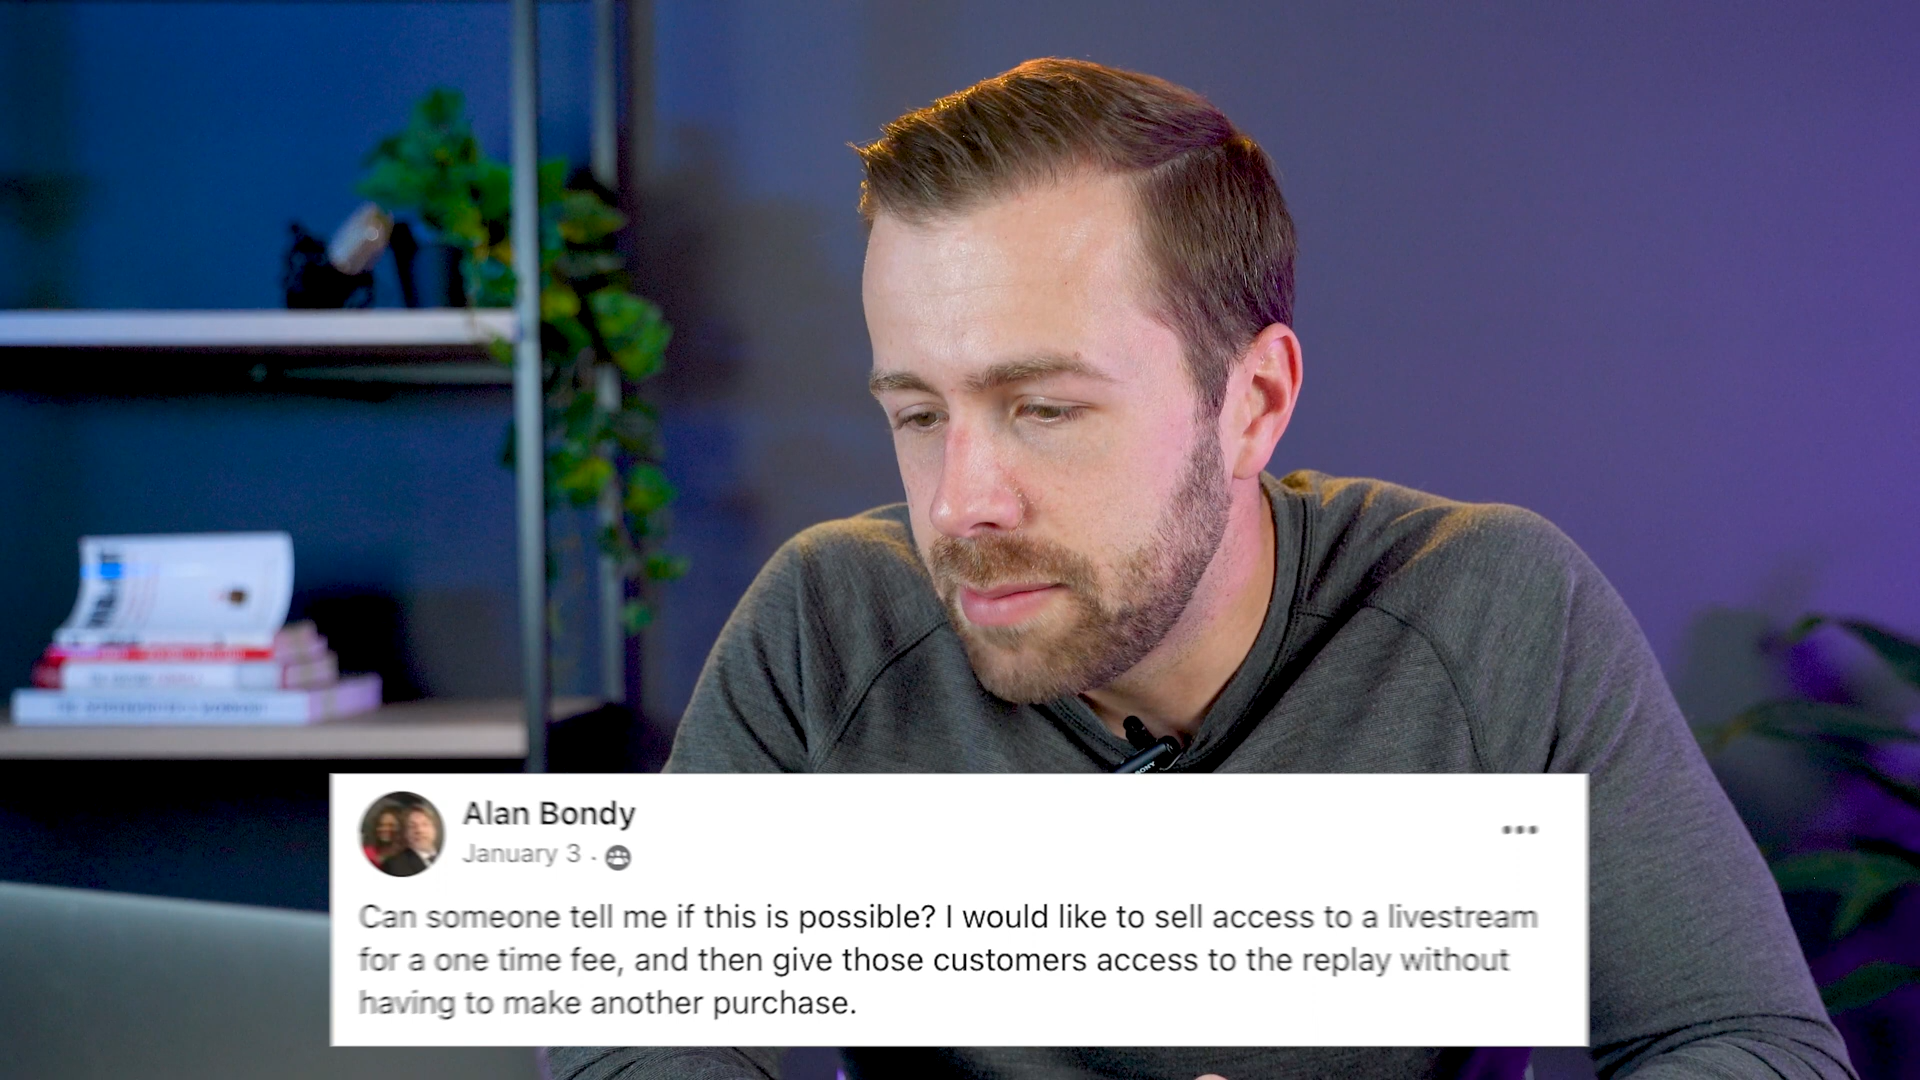 SONY
Alan Bondy
January 3 ·
Can someone tell me if this is possible? I would like to sell access to a livestream
for a one time fee, and then give those customers access to the replay without
having to make another purchase.